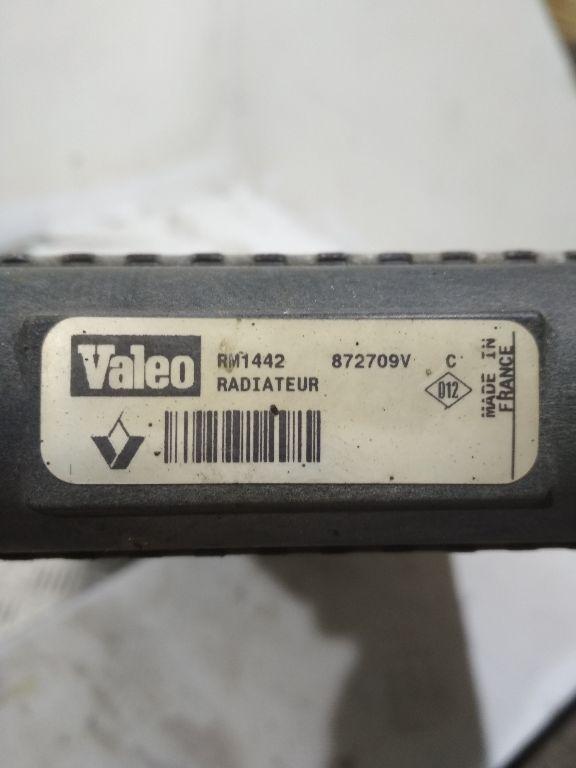 Valeo
RM1442 872709V C
RADIATEUR
D12
MADE IN
FRANCE